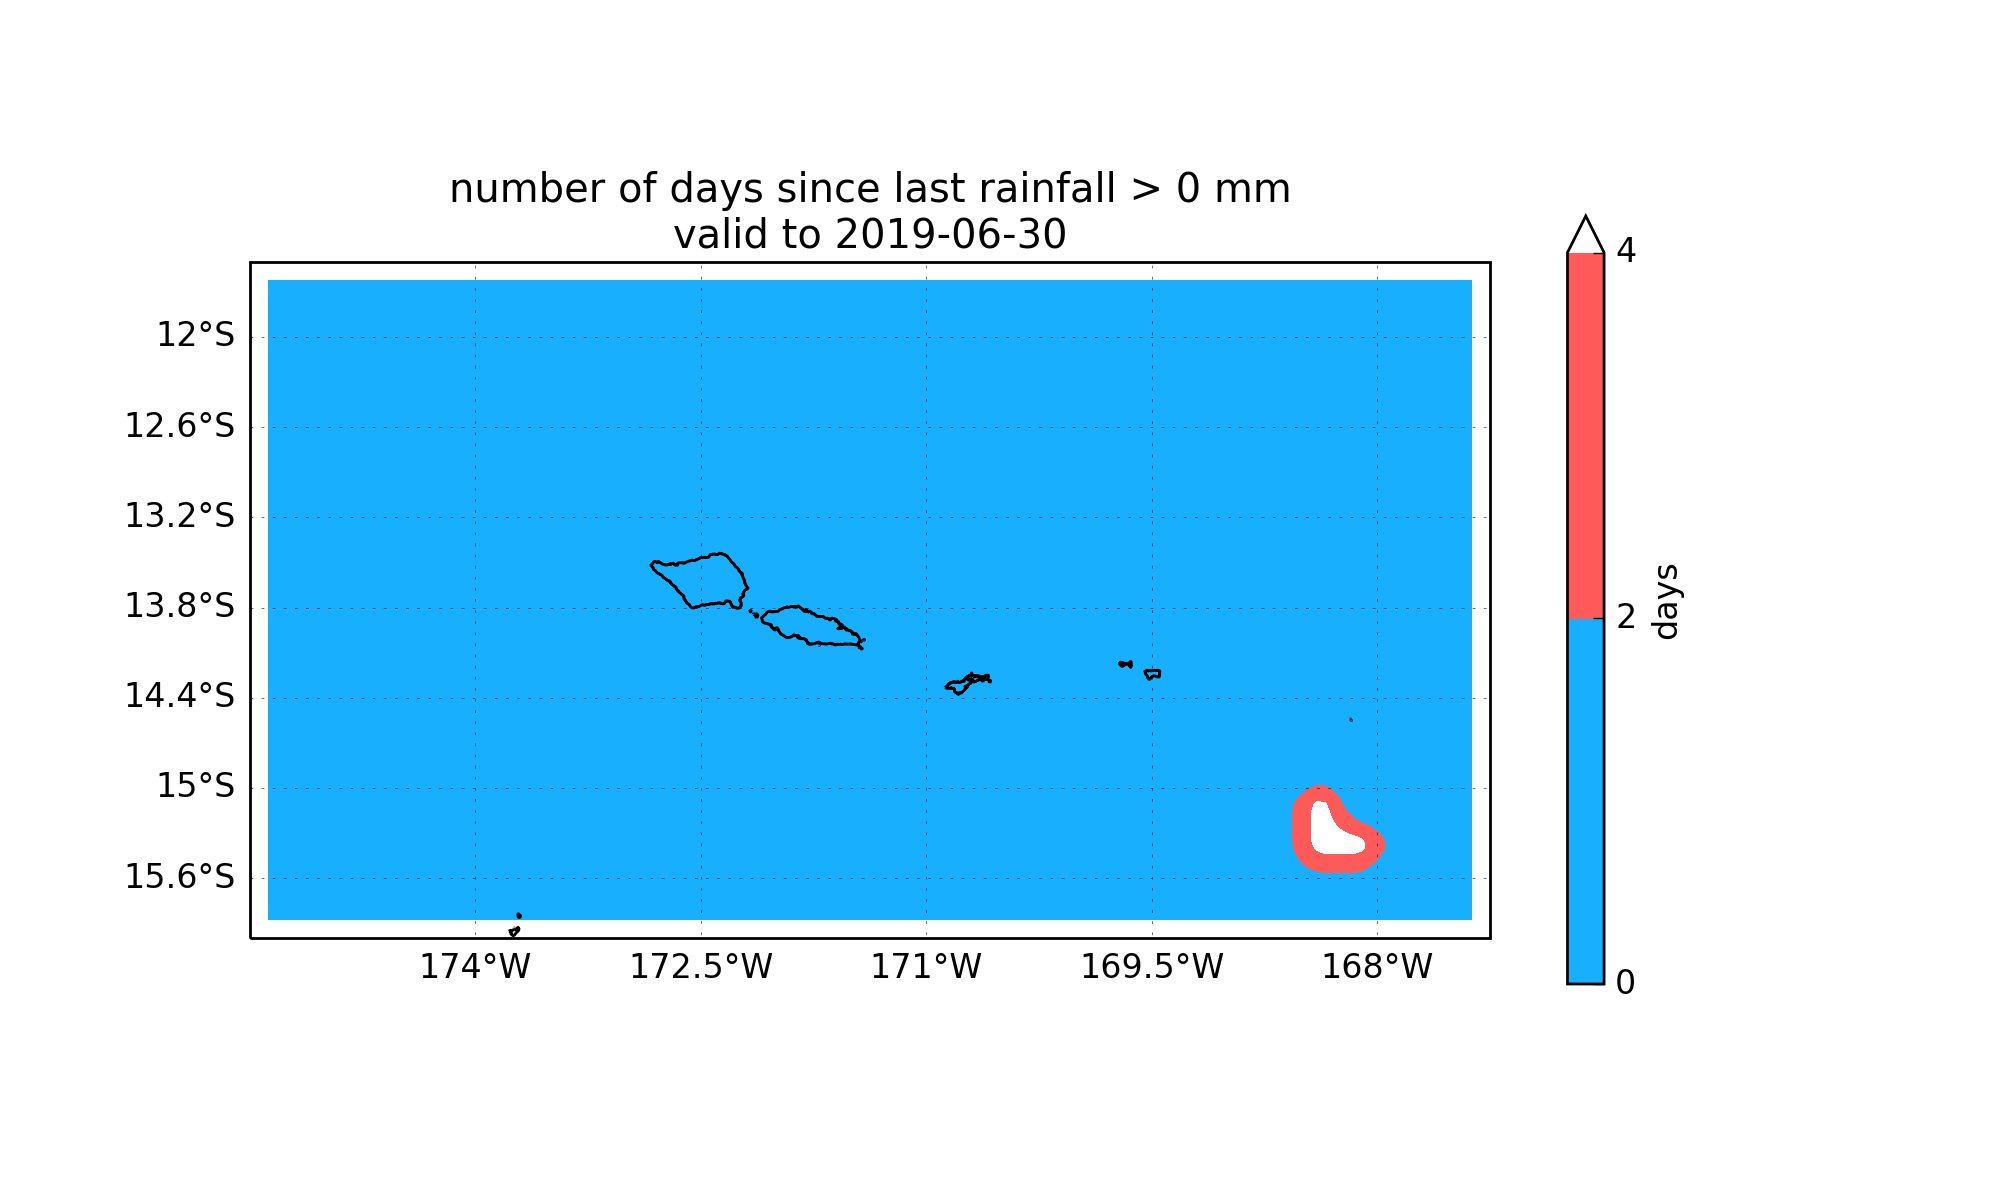 number of days since last rainfall > 0 mm
valid to 2019-06-30
12°S
12.6°S
13.2°S
13.8°S
14.4°S
15°S
15.6°S
174°W
172.5°W
171°W
169.5°W
168°W
4
2
0
days